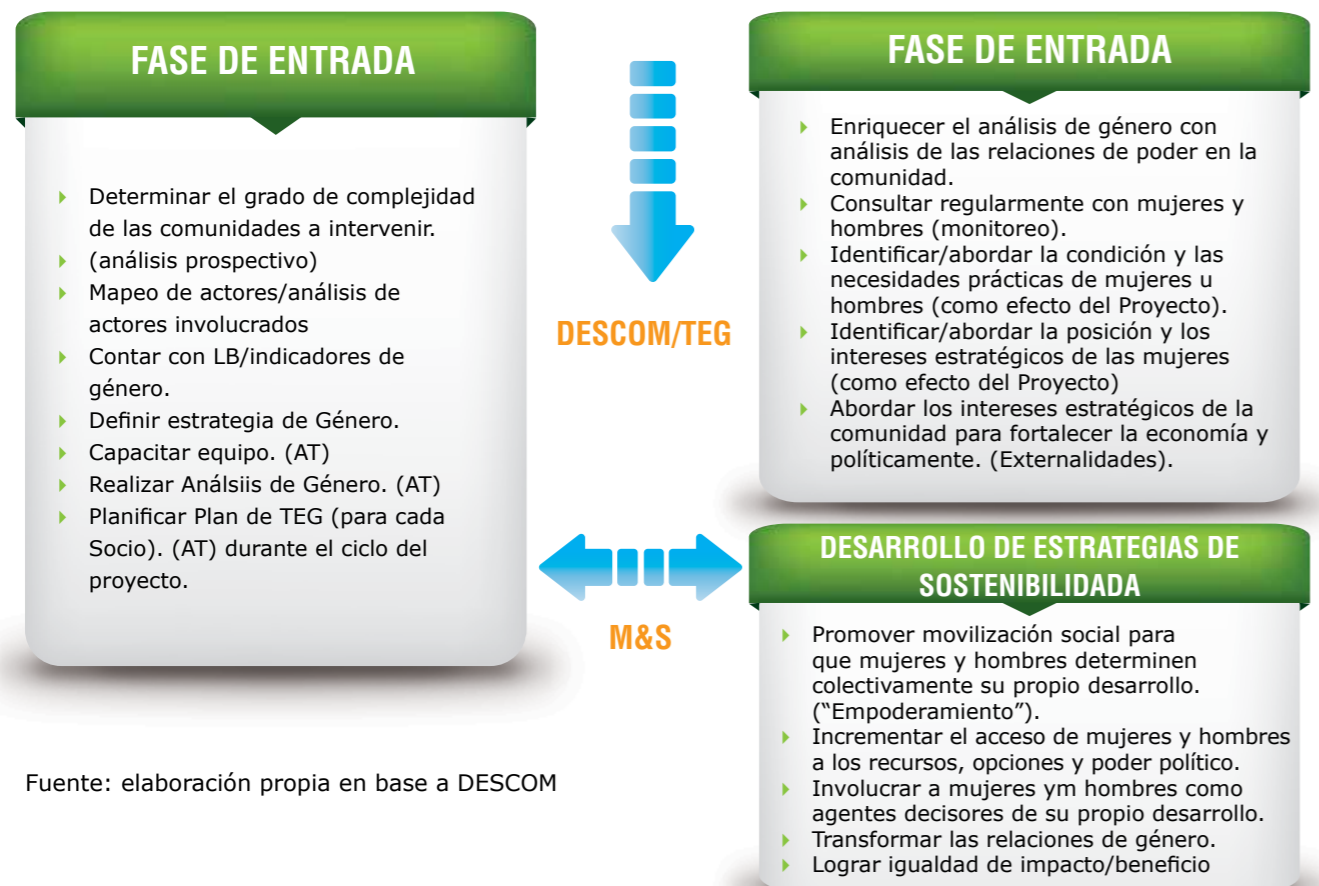 FASE DE ENTRADA
Determinar el grado de complejidad
de las comunidades a intervenir.
(análisis prospectivo)
Mapeo de actores/análisis de
actores involucrados
Contar con LB/indicadores de
género.
Definir estrategia de Género.
Capacitar equipo. (AT)
Realizar Análsiis de Género. (AT)
Planificar Plan de TEG (para cada
Socio). (AT) durante el ciclo del
proyecto.
DESCOM/TEG
M&S
FASE DE ENTRADA
Enriquecer el análisis de género con
análisis de las relaciones de poder en la
comunidad.
Consultar regularmente con mujeres y
hombres (monitoreo).
Identificar/abordar la condición y las
necesidades prácticas de mujeres u
hombres (como efecto del Proyecto).
Identificar/abordar la posición y los
intereses estratégicos de las mujeres
(como efecto del Proyecto)
Abordar los intereses estratégicos de la
comunidad para fortalecer la economía y
políticamente. (Externalidades).
DESARROLLO DE ESTRATEGIAS DE
SOSTENIBILIDADA
Promover movilización social para
que mujeres y hombres determinen
colectivamente su propio desarrollo.
("Empoderamiento").
Incrementar el acceso de mujeres y hombres
a los recursos, opciones y poder político.
Involucrar a mujeres ym hombres como
agentes decisores de su propio desarrollo.
Transformar las relaciones de género.
Lograr igualdad de impacto/beneficio
Fuente: elaboración propia en base a DESCOM